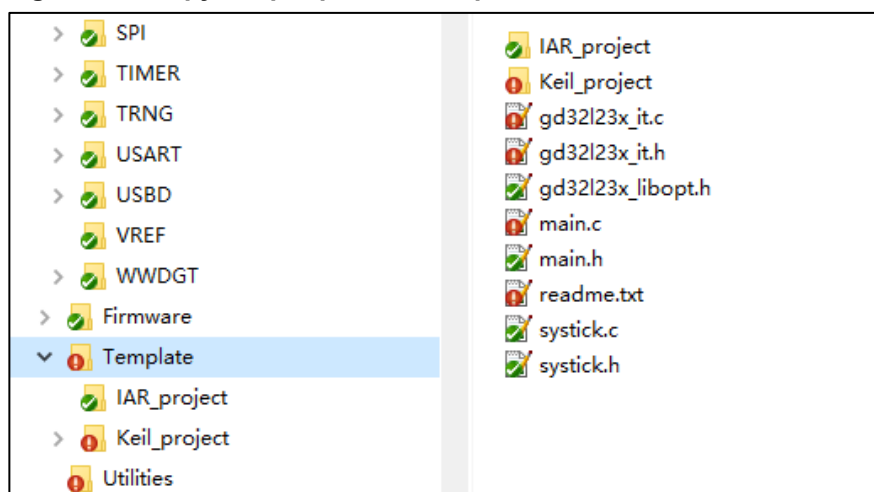 SPI
TIMER
TRNG
USART
USBD
VREF
WWDGT
Firmware
Template
IAR_project
Keil_project
Utilities
IAR_project
Keil_project
gd32l23x_it.c
gd32l23x_it.h
gd32l23x_libopt.h
main.c
main.h
readme.txt
systick.c
systick.h